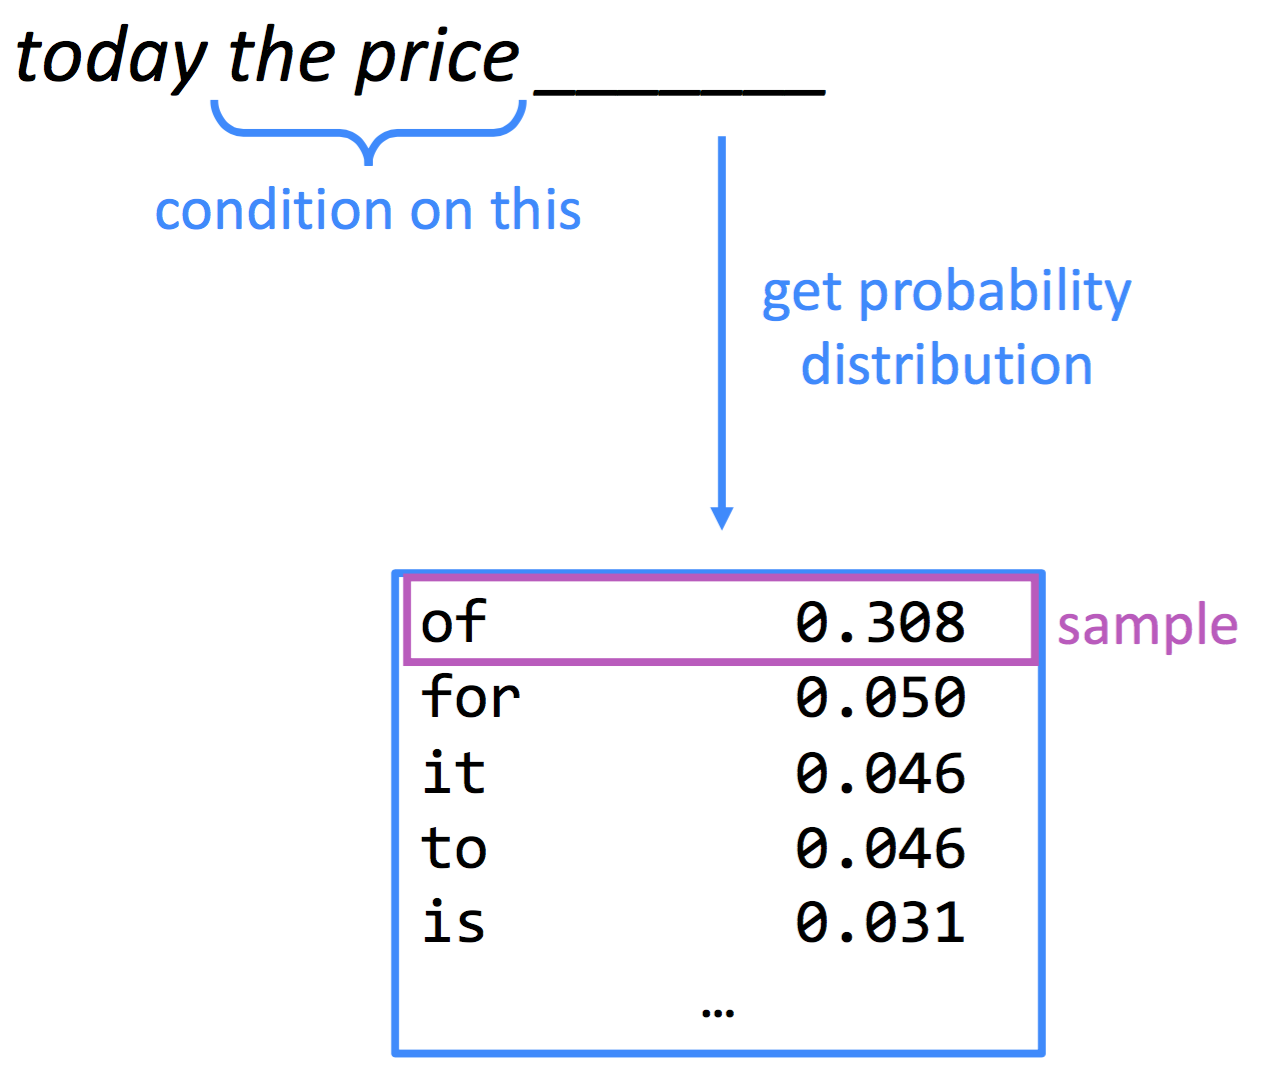 today the price _______
condition on this
get probability
distribution
of 0.308 sample
for 0.050
it 0.046
to 0.046
is 0.031
…